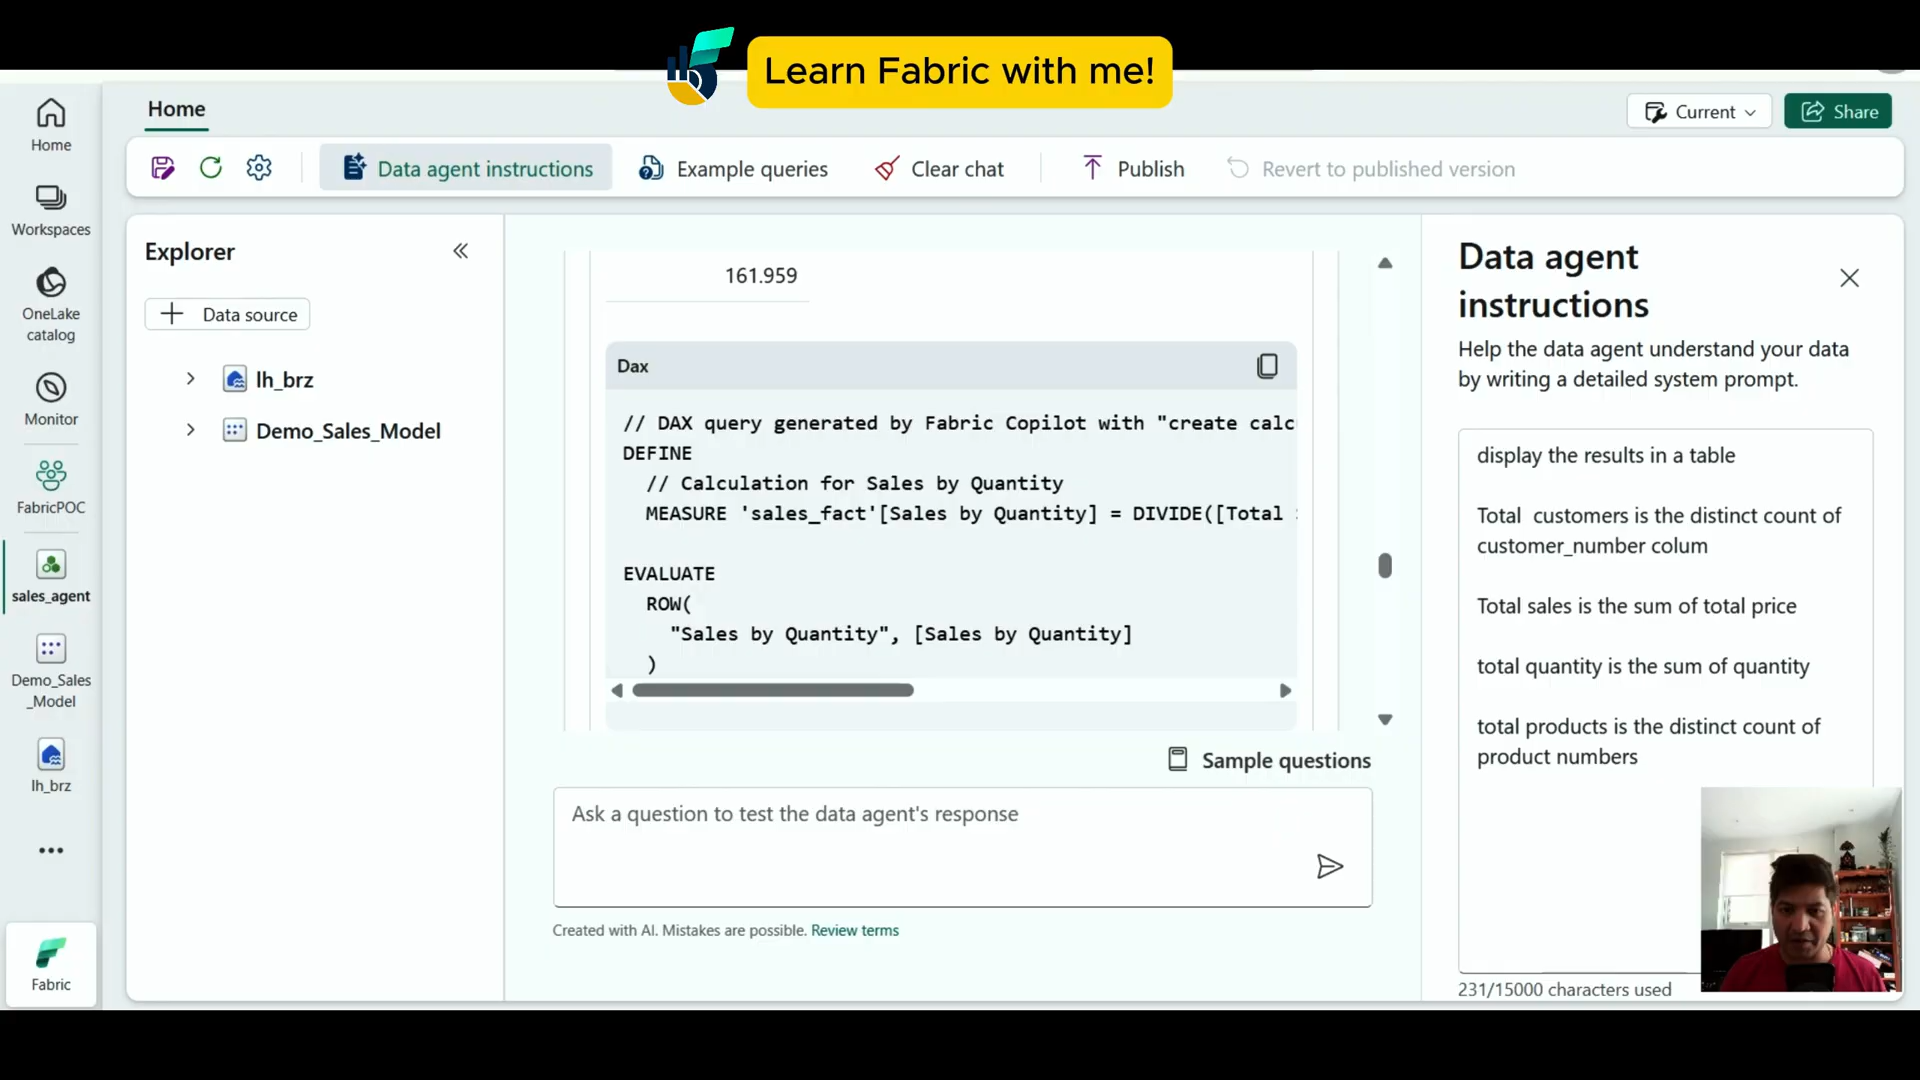 Learn Fabric with me!
Home
Current
Share
Data agent instructions
Example queries
Clear chat
Publish
Revert to published version
Home
Workspaces
OneLake
catalog
Monitor
FabricPOC
sales_agent
Demo_Sales
_Model
lh_brz
Fabric
Explorer
Data source
lh_brz
Demo_Sales_Model
161.959
Dax
// DAX query generated by Fabric Copilot with "create calc
DEFINE
// Calculation for Sales by Quantity
MEASURE 'sales_fact'[Sales by Quantity] = DIVIDE([Total
EVALUATE
ROW(
"Sales by Quantity", [Sales by Quantity]
)
Sample questions
Ask a question to test the data agent's response
Created with AI. Mistakes are possible. Review terms
Data agent
instructions
Help the data agent understand your data
by writing a detailed system prompt.
display the results in a table
Total  customers is the distinct count of
customer_number colum
Total sales is the sum of total price
total quantity is the sum of quantity
total products is the distinct count of
product numbers
231/15000 characters used